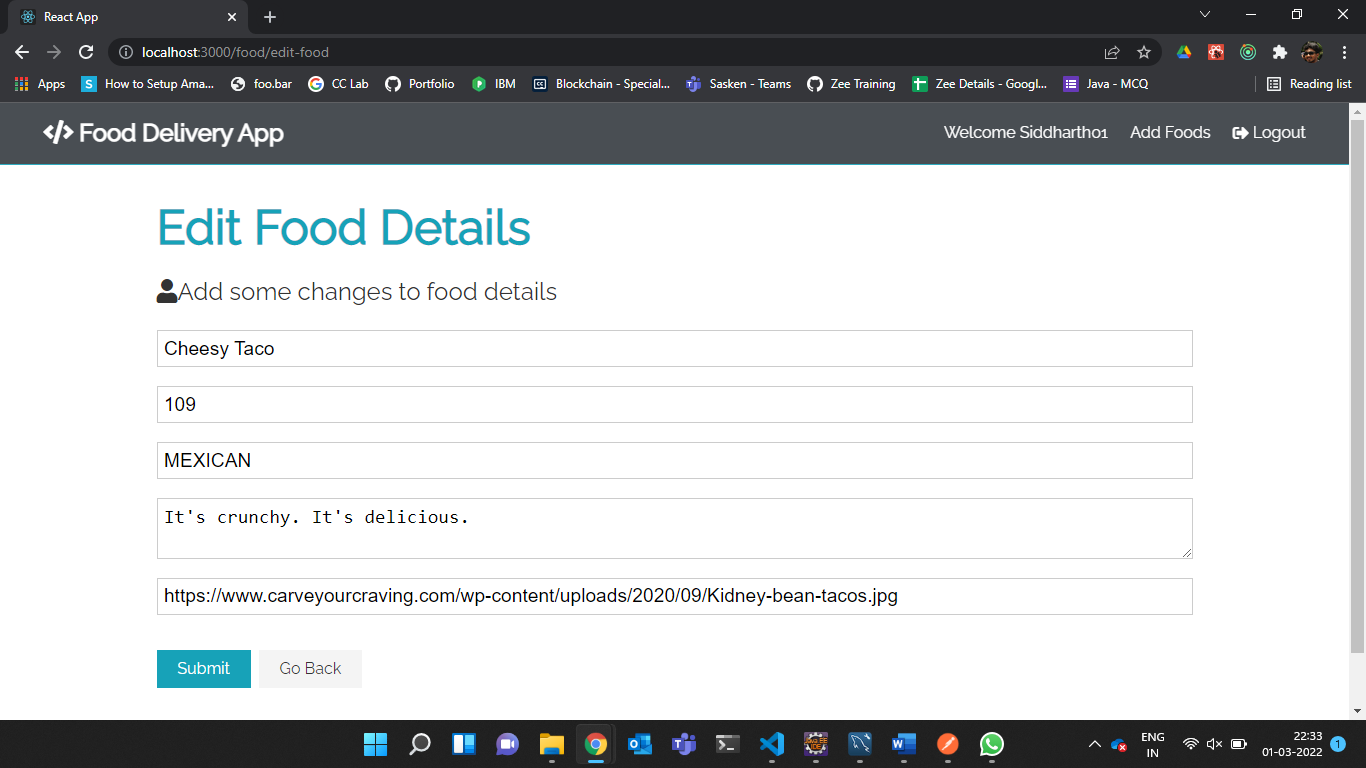 React App
localhost:3000/food/edit-food
Apps
How to Setup Ama...
foo.bar
CC Lab
Portfolio
IBM
Blockchain - Special...
Sasken - Teams
Zee Training
Zee Details - Googl...
Java - MCQ
Reading list
</> Food Delivery App
Welcome Siddharth01
Add Foods
Logout
Edit Food Details
Add some changes to food details
Cheesy Taco
109
MEXICAN
It's crunchy. It's delicious.
https://www.carveyourcraving.com/wp-content/uploads/2020/09/Kidney-bean-tacos.jpg
Submit
Go Back
ENG
IN
22:33
01-03-2022
1